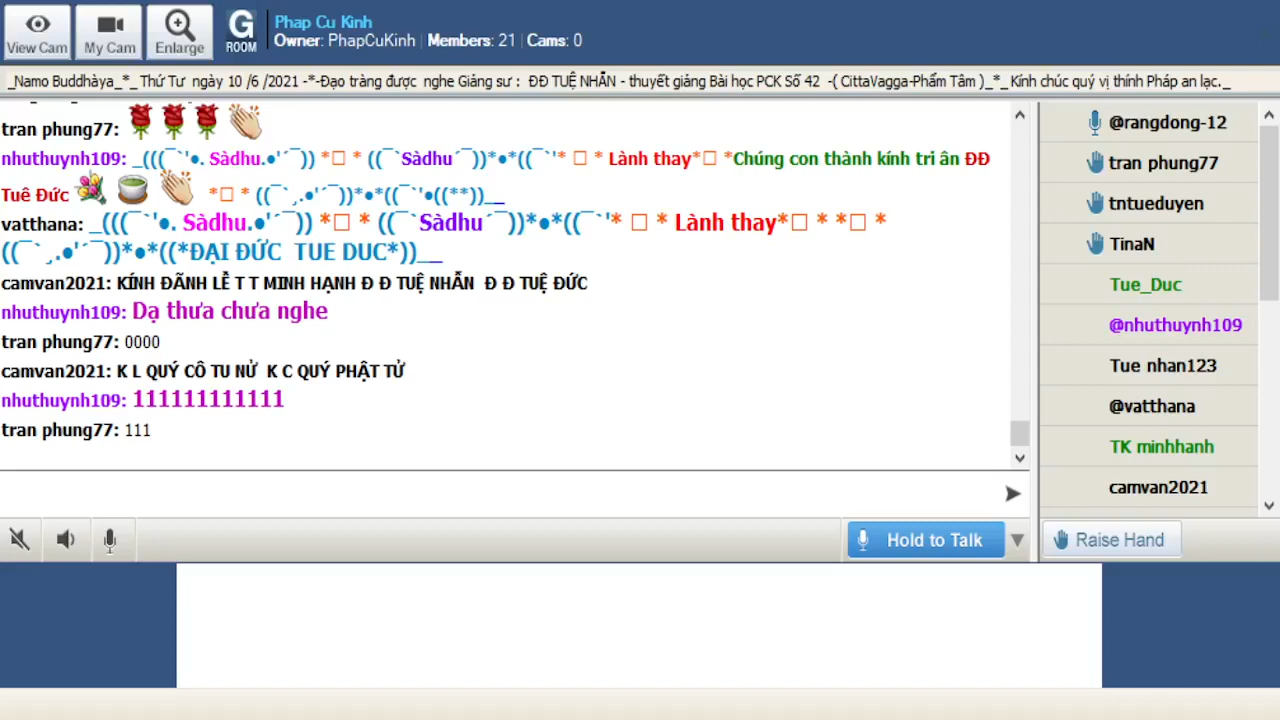 View Cam
My Cam
Enlarge
G
ROOM
Phap Cu Kinh
Owner: PhapCuKinh | Members: 21 | Cams: 0
_Namo Buddhàya_*_ Thứ Tư ngày 10 /6 /2021 -*-Đạo tràng được nghe Giảng sư : ĐĐ TUỆ NHẪN - thuyết giảng Bài học PCK Số 42 -( CittaVagga-Phẩm Tâm )_*_ Kính chúc quý vị thính Pháp an lạc._
tran phung77: 🌹🌹🌹👏
nhuthuynh109: _(((¯`'•. Sàdhu.•'´¯)) *□ * ((¯`Sàdhu´¯))*•*((¯`'* □ * Lành thay*□ *Chúng con thành kính tri ân ĐĐ
Tuê Đức 💐 🍵 👏 *□ * ((¯`¸.•'´¯))*•*((¯`'•((**))__
vatthana: _(((¯`'•. Sàdhu.•'´¯)) *□ * ((¯`Sàdhu´¯))*•*((¯`'* □ * Lành thay*□ * *□ *
((¯`¸.•'´¯))*•*((*ĐẠI ĐỨC TUE DUC*))__
camvan2021: KÍNH ĐÃNH LỄ T T MINH HẠNH Đ Đ TUỆ NHẪN Đ Đ TUỆ ĐỨC
nhuthuynh109: Dạ thưa chưa nghe
tran phung77: 0000
camvan2021: K L QUÝ CÔ TU NỬ K C QUÝ PHẬT TỬ
nhuthuynh109: 111111111111
tran phung77: 111
@rangdong-12
tran phung77
tntueduyen
TinaN
Tue_Duc
@nhuthuynh109
Tue nhan123
@vatthana
TK minhhanh
camvan2021
Hold to Talk
Raise Hand